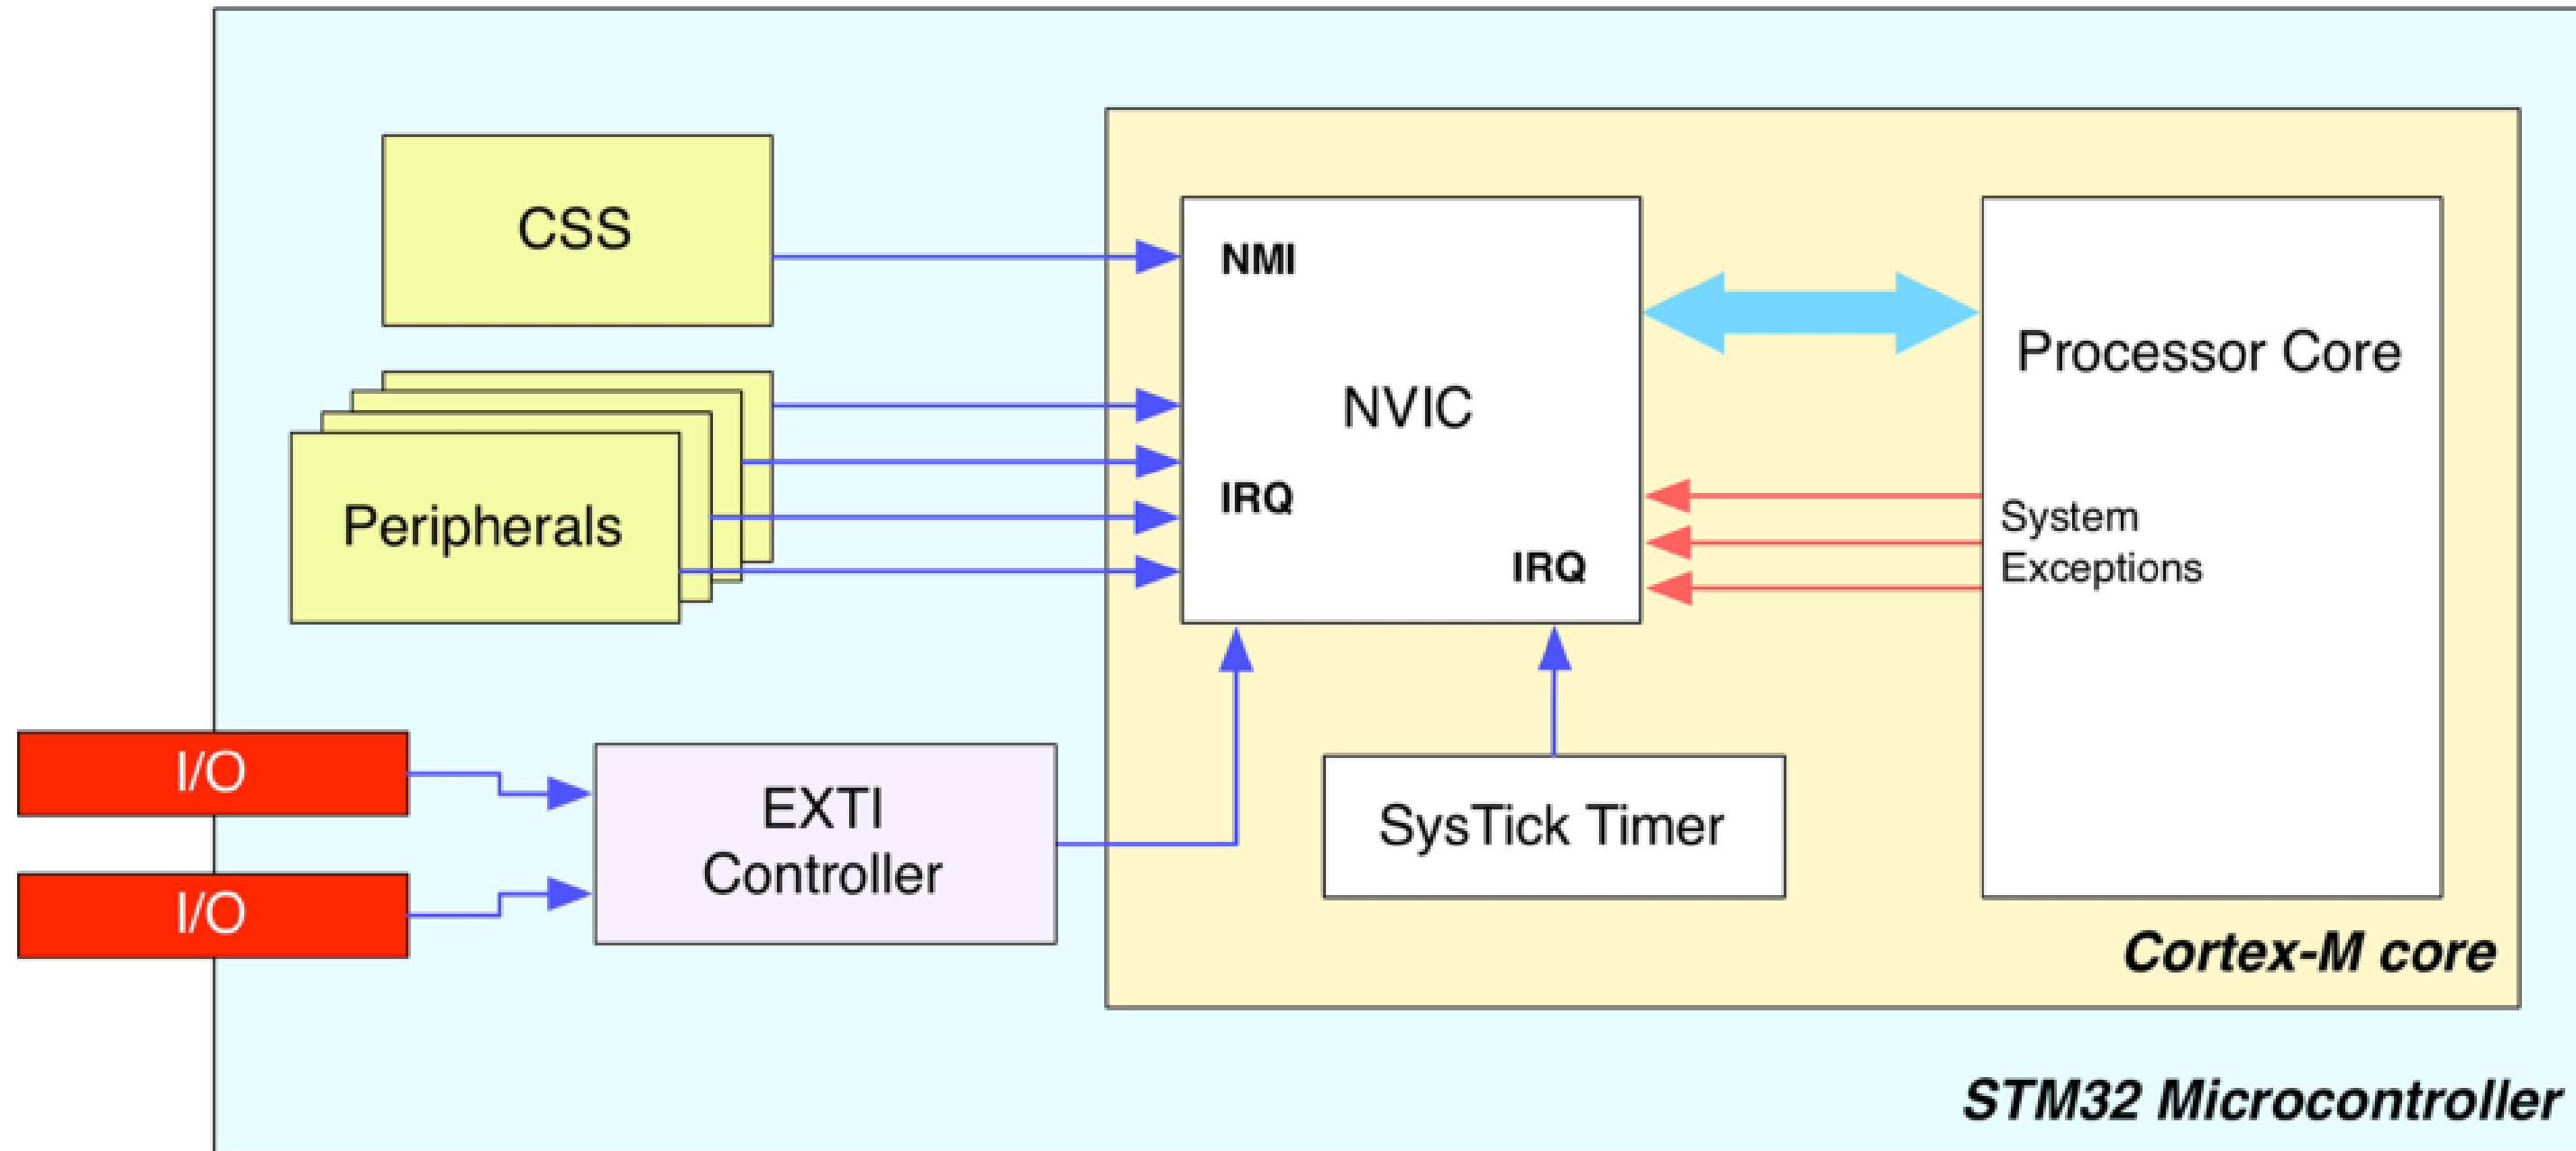 CSS
NMI
NVIC
Processor Core
Peripherals
IRQ
IRQ
System
Exceptions
I/O
I/O
EXTI
Controller
SysTick Timer
Cortex-M core
STM32 Microcontroller